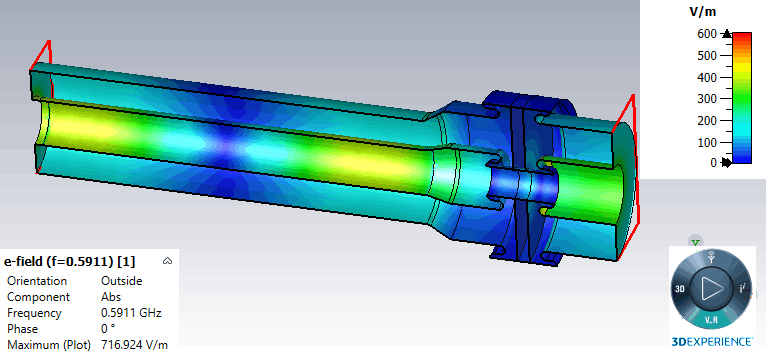 V/m
600
500
400
300
200
100
0
e-field (f=0.5911) [1]
Orientation Outside
Component Abs
Frequency 0.5911 GHz
Phase 0 °
Maximum (Plot) 716.924 V/m
3D
V.R
3DEXPERIENCE